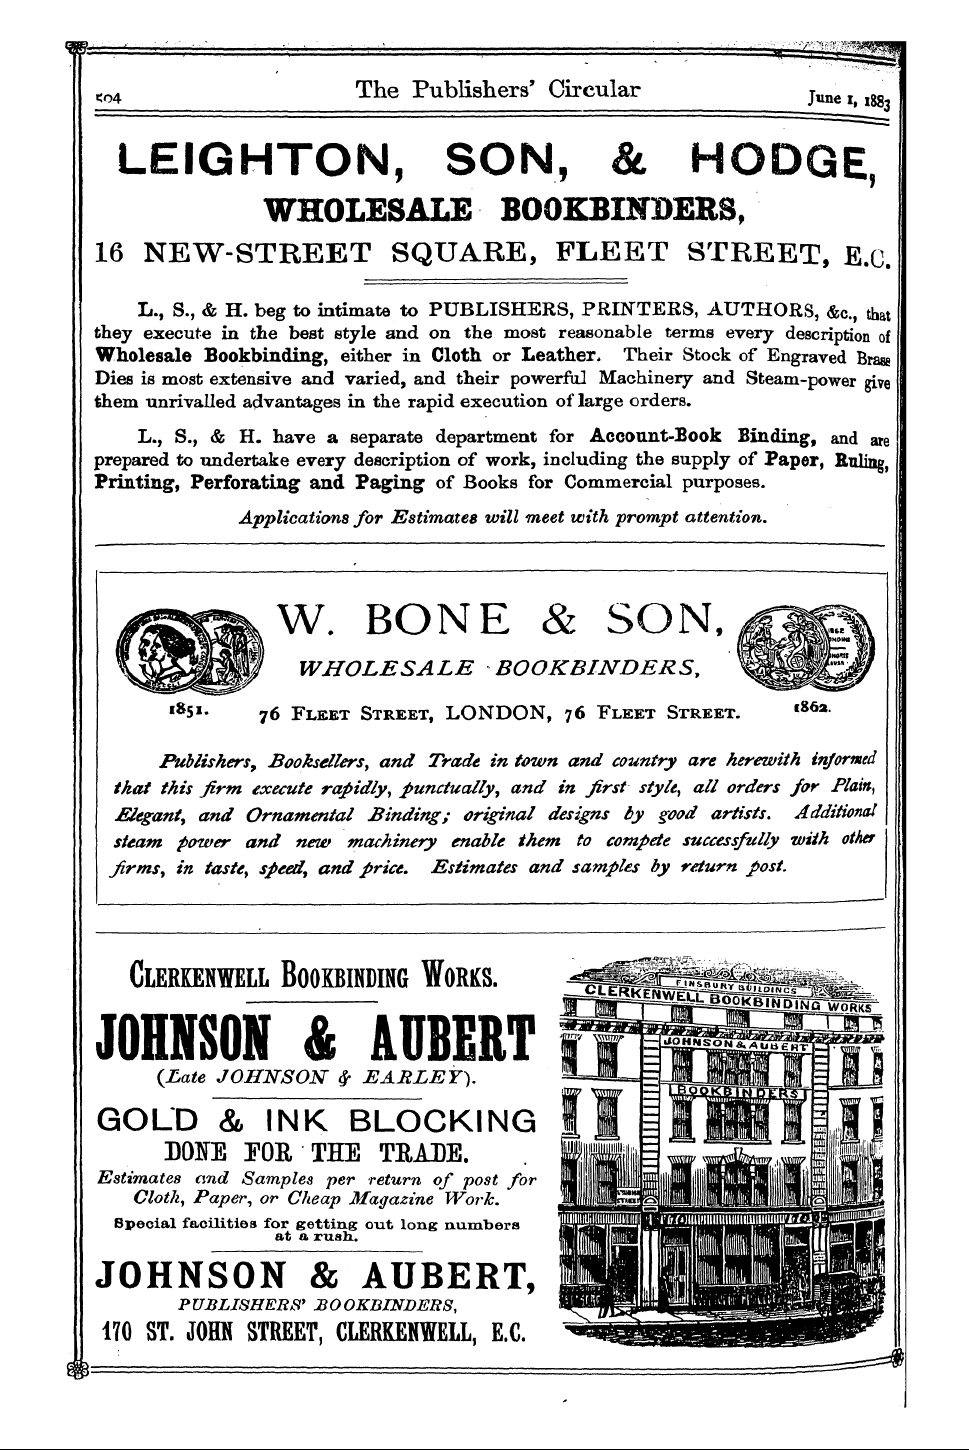 504 The Publishers' Circular June 1, 1883
LEIGHTON, SON, & HODGE,
WHOLESALE BOOKBINDERS,
16 NEW-STREET SQUARE, FLEET STREET, E.C.
L., S., & H. beg to intimate to PUBLISHERS, PRINTERS, AUTHORS, &c., that
they execute in the best style and on the most reasonable terms every description of
Wholesale Bookbinding, either in Cloth or Leather. Their Stock of Engraved Brass
Dies is most extensive and varied, and their powerful Machinery and Steam-power give
them unrivalled advantages in the rapid execution of large orders.
L., S., & H. have a separate department for Account-Book Binding, and are
prepared to undertake every description of work, including the supply of Paper, Ruling,
Printing, Perforating and Paging of Books for Commercial purposes.
Applications for Estimates will meet with prompt attention.
W. BONE & SON,
WHOLESALE BOOKBINDERS,
1851.
76 FLEET STREET, LONDON, 76 FLEET STREET.
1862.
Publishers, Booksellers, and Trade in town and country are herewith informed
that this firm execute rapidly, punctually, and in first style, all orders for Plain,
Elegant, and Ornamental Binding; original designs by good artists. Additional
steam power and new machinery enable them to compete successfully with other
firms, in taste, speed, and price. Estimates and samples by return post.
CLERKENWELL BOOKBINDING WORKS.
JOHNSON & AUBERT
(Late JOHNSON & EARLEY).
GOLD & INK BLOCKING
DONE FOR THE TRADE.
Estimates and Samples per return of post for
Cloth, Paper, or Cheap Magazine Work.
Special facilities for getting out long numbers
at a rush.
JOHNSON & AUBERT,
PUBLISHERS' BOOKBINDERS,
170 ST. JOHN STREET, CLERKENWELL, E.C.
FINSBURY BUILDINGS
CLERKENWELL BOOKBINDING WORKS
JOHNSON & AUBERT
BOOKBINDERS
170
170